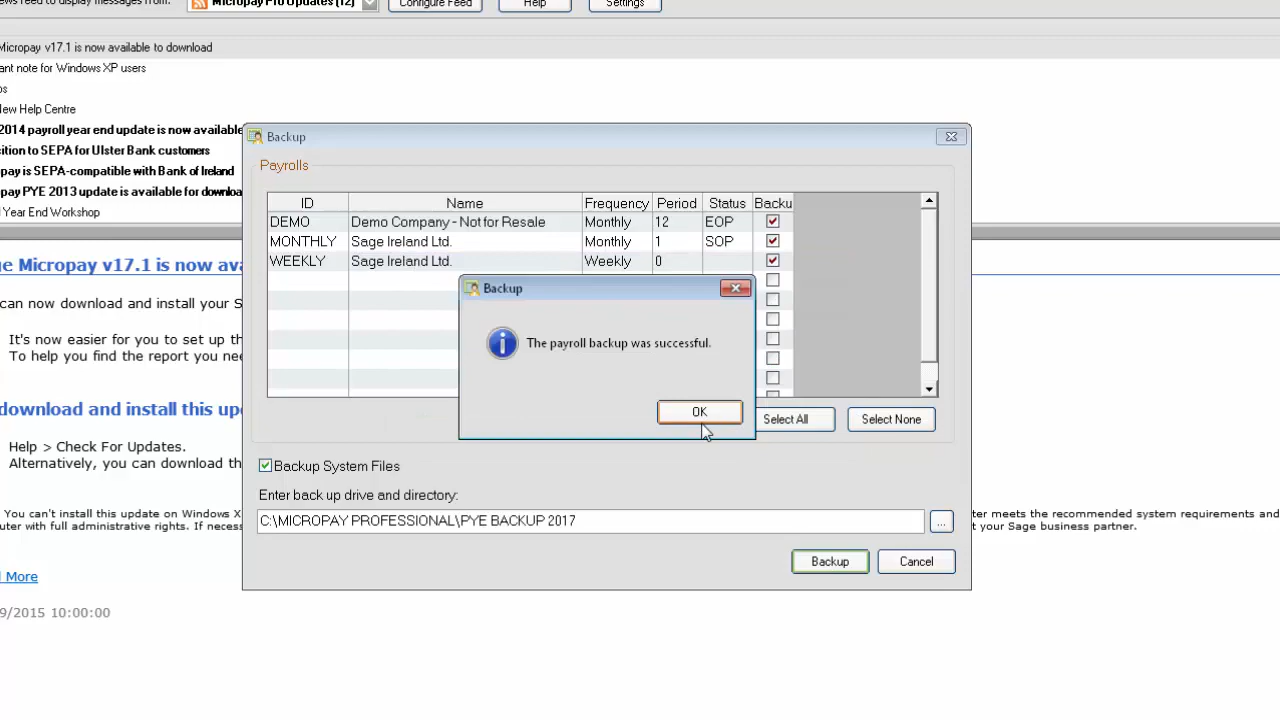 ews feed to display messages from: Micropay Pro Updates (12) Configure Feed Help Settings
Micropay v17.1 is now available to download
ant note for Windows XP users
os
New Help Centre
2014 payroll year end update is now available
ition to SEPA for Ulster Bank customers
pay is SEPA-compatible with Bank of Ireland
pay PYE 2013 update is available for downloa
Year End Workshop
ge Micropay v17.1 is now ava
can now download and install your S
It's now easier for you to set up th
To help you find the report you nee
download and install this up
Help > Check For Updates.
Alternatively, you can download th
You can't install this update on Windows X
uter with full administrative rights. If necess
ter meets the recommended system requirements and
t your Sage business partner.
d More
9/2015 10:00:00
Backup
Payrolls
ID Name Frequency Period Status Backu
DEMO Demo Company - Not for Resale Monthly 12 EOP
MONTHLY Sage Ireland Ltd. Monthly 1 SOP
WEEKLY Sage Ireland Ltd. Weekly 0
Backup
The payroll backup was successful.
OK
Select All Select None
Backup System Files
Enter back up drive and directory:
C:\MICROPAY PROFESSIONAL\PYE BACKUP 2017 ...
Backup Cancel